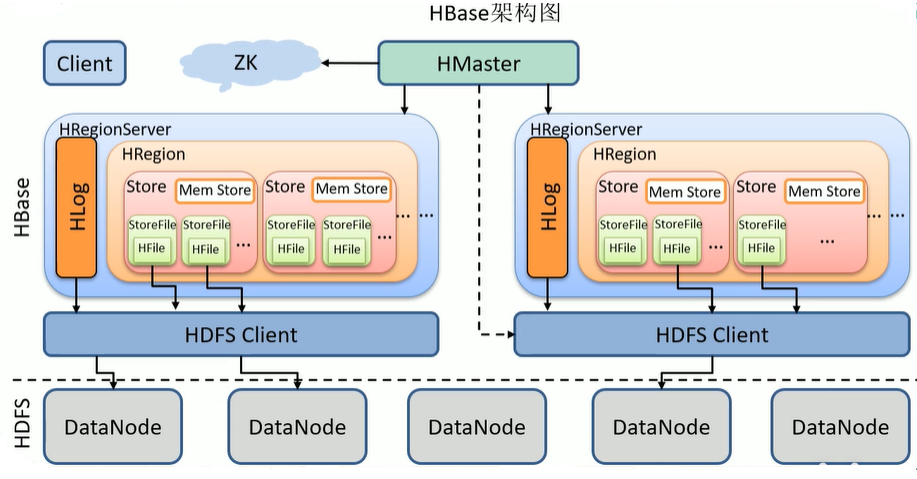 HBase架构图
Client
ZK
HMaster
HBase
HRegionServer
HLog
HRegion
Store
Mem Store
StoreFile
HFile
StoreFile
HFile
...
Store
Mem Store
StoreFile
HFile
StoreFile
HFile
...
...
...
HRegionServer
HLog
HRegion
Store
Mem Store
StoreFile
HFile
StoreFile
HFile
...
Store
Mem Store
StoreFile
HFile
...
...
...
HDFS Client
HDFS Client
HDFS
DataNode
DataNode
DataNode
DataNode
DataNode